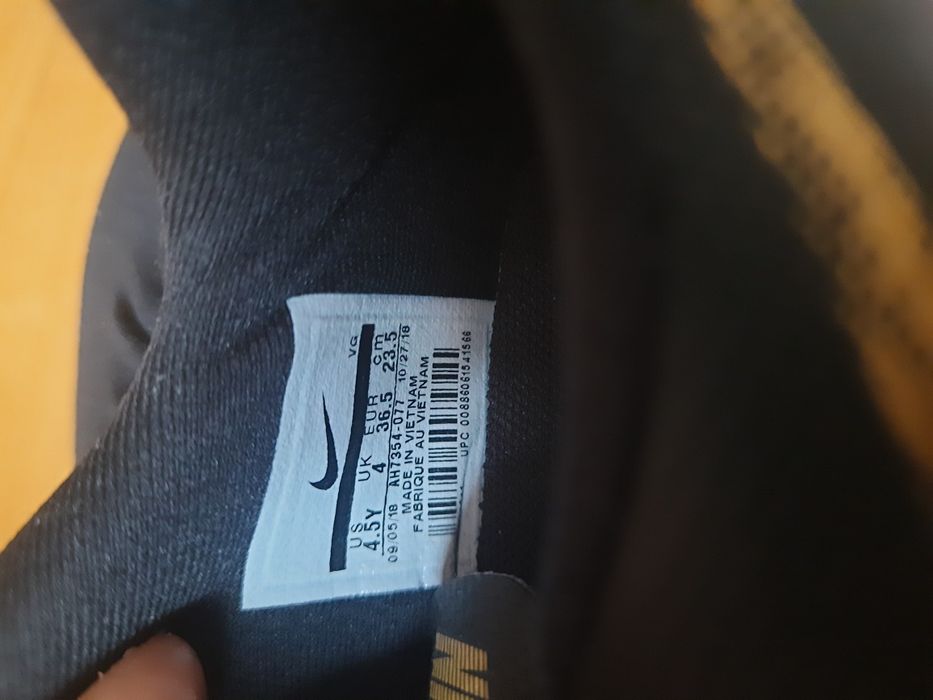 VG
US UK EUR cm
4.5Y 4 36.5 23.5
09/05/18 AH7354-077 10/27/18
MADE IN VIETNAM
FABRIQUE AU VIETNAM
UPC 00886061541566